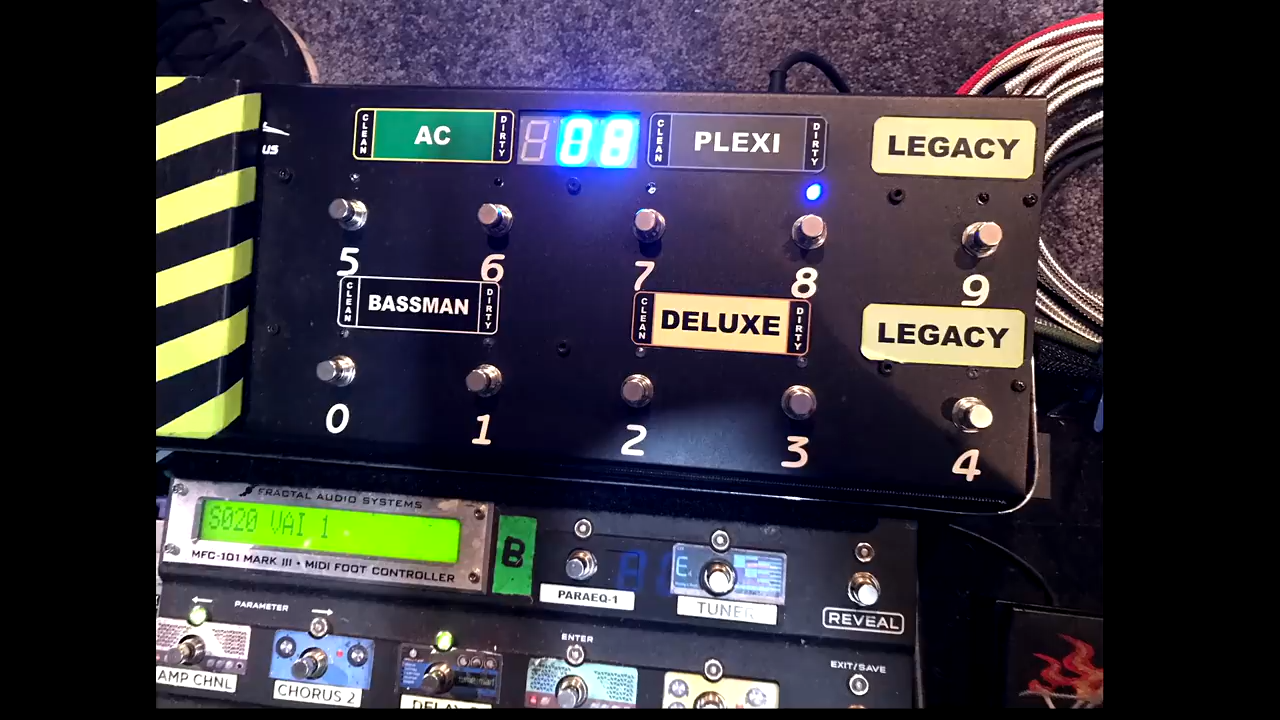 us
CLEAN AC DIRTY
08
CLEAN PLEXI DIRTY
LEGACY
5 6 7 8 9
CLEAN BASSMAN DIRTY
CLEAN DELUXE DIRTY
LEGACY
0 1 2 3 4
FRACTAL AUDIO SYSTEMS
S020 VAI 1
MFC-101 MARK III • MIDI FOOT CONTROLLER
B
PARAEQ-1
E
TUNER
REVEAL
PARAMETER
ENTER
EXIT/SAVE
AMP CHNL
CHORUS 2